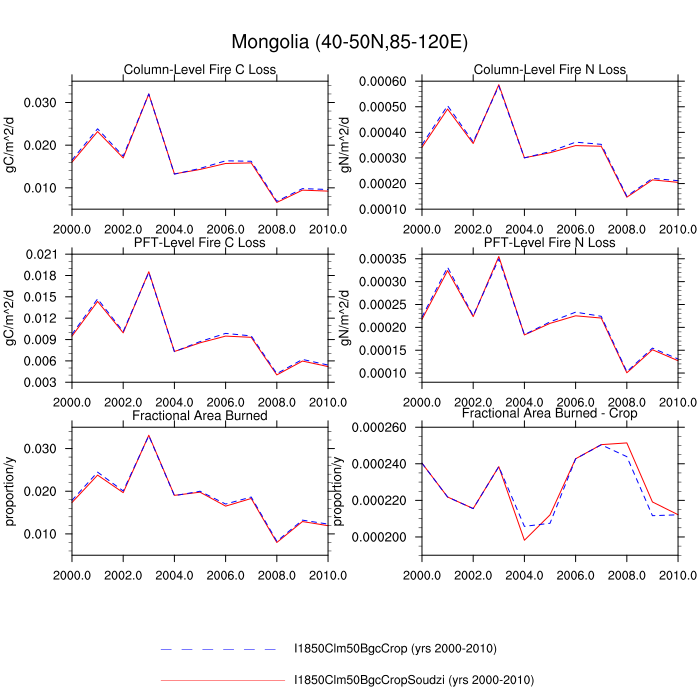 Mongolia (40-50N,85-120E)
Column-Level Fire C Loss
gC/m^2/d
0.030
0.020
0.010
2000.0 2002.0 2004.0 2006.0 2008.0 2010.0
Column-Level Fire N Loss
gN/m^2/d
0.00060
0.00050
0.00040
0.00030
0.00020
0.00010
2000.0 2002.0 2004.0 2006.0 2008.0 2010.0
PFT-Level Fire C Loss
gC/m^2/d
0.021
0.018
0.015
0.012
0.009
0.006
0.003
2000.0 2002.0 2004.0 2006.0 2008.0 2010.0
PFT-Level Fire N Loss
gN/m^2/d
0.00035
0.00030
0.00025
0.00020
0.00015
0.00010
2000.0 2002.0 2004.0 2006.0 2008.0 2010.0
Fractional Area Burned
proportion/y
0.030
0.020
0.010
2000.0 2002.0 2004.0 2006.0 2008.0 2010.0
Fractional Area Burned - Crop
proportion/y
0.000260
0.000240
0.000220
0.000200
2000.0 2002.0 2004.0 2006.0 2008.0 2010.0
I1850Clm50BgcCrop (yrs 2000-2010)
I1850Clm50BgcCropSoudzi (yrs 2000-2010)